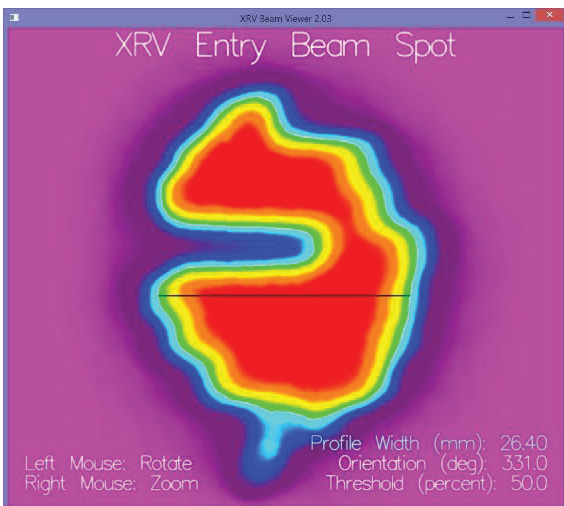 XRV Beam Viewer 2.03
XRV Entry Beam Spot
Profile Width (mm): 26.40
Left Mouse: Rotate Orientation (deg): 331.0
Right Mouse: Zoom Threshold (percent): 50.0